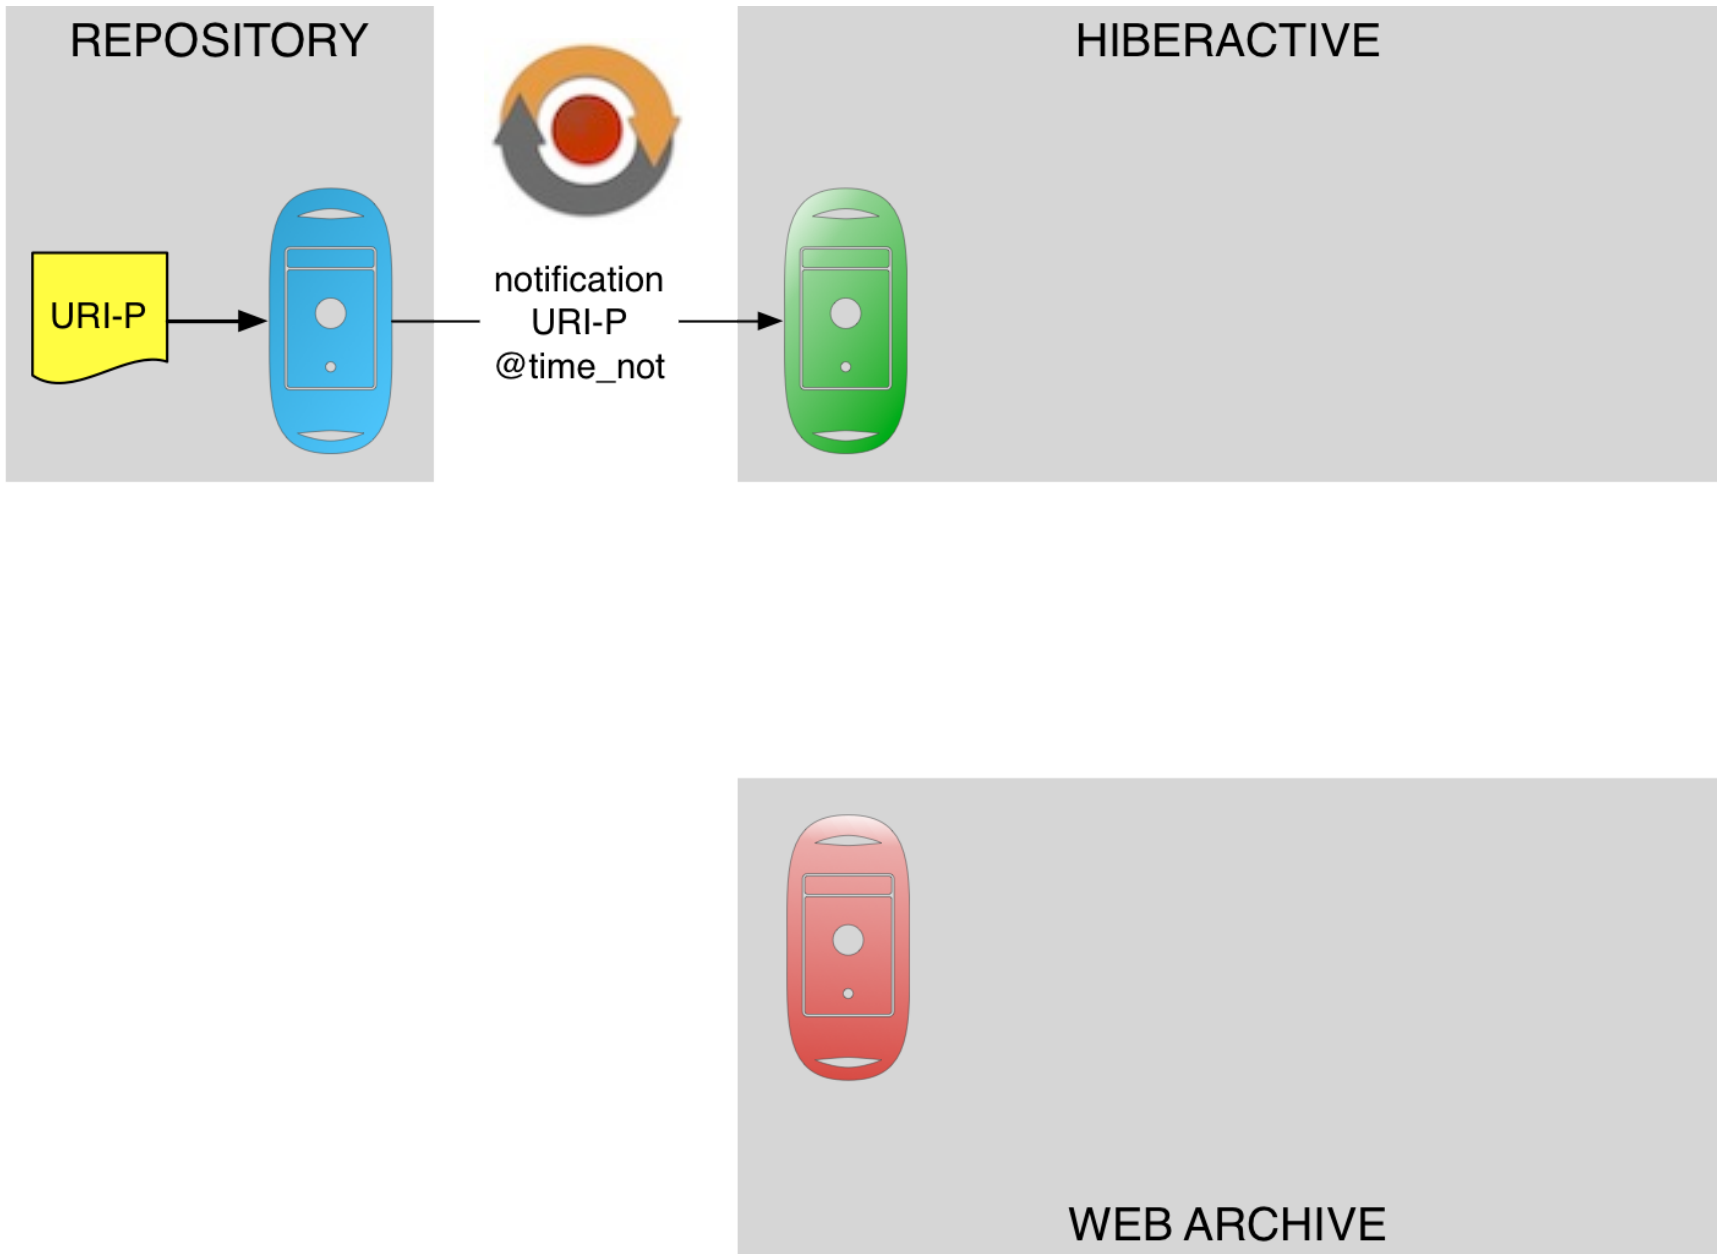 REPOSITORY
HIBERACTIVE
URI-P
notification
URI-P
@time_not
WEB ARCHIVE